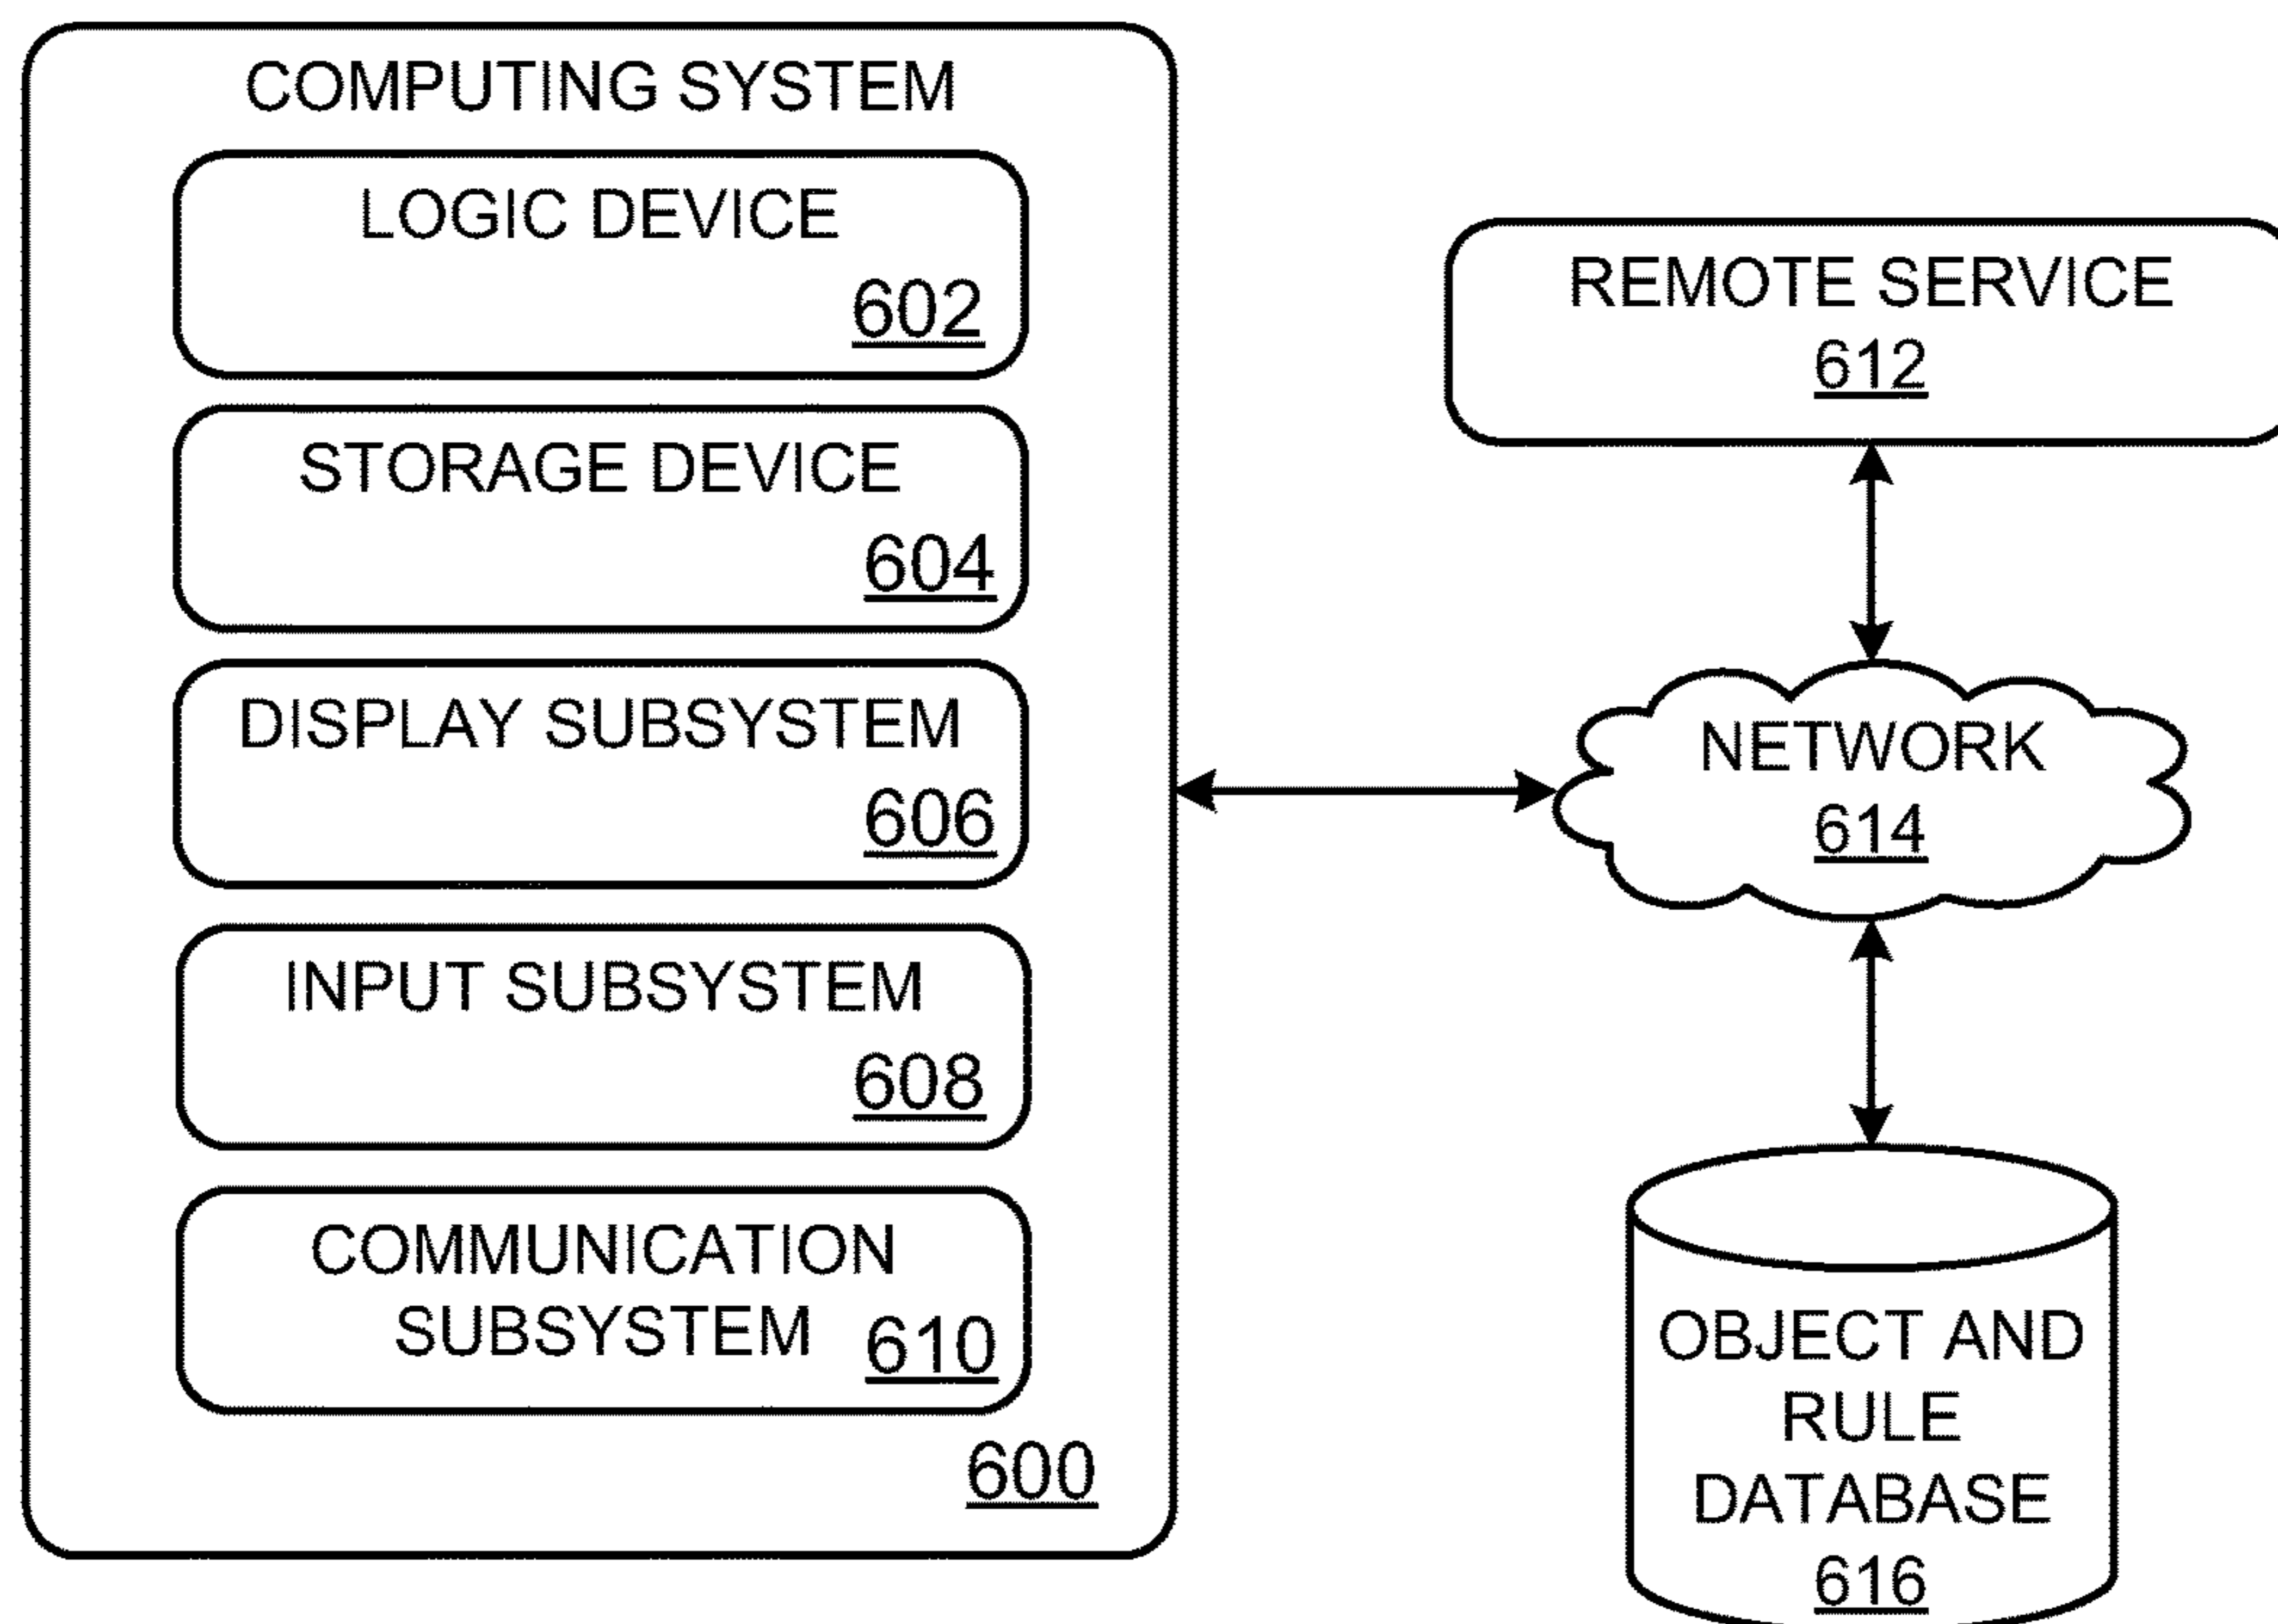 COMPUTING SYSTEM
LOGIC DEVICE
602
STORAGE DEVICE
604
DISPLAY SUBSYSTEM
606
INPUT SUBSYSTEM
608
COMMUNICATION
SUBSYSTEM 610
600
REMOTE SERVICE
612
NETWORK
614
OBJECT AND
RULE
DATABASE
616